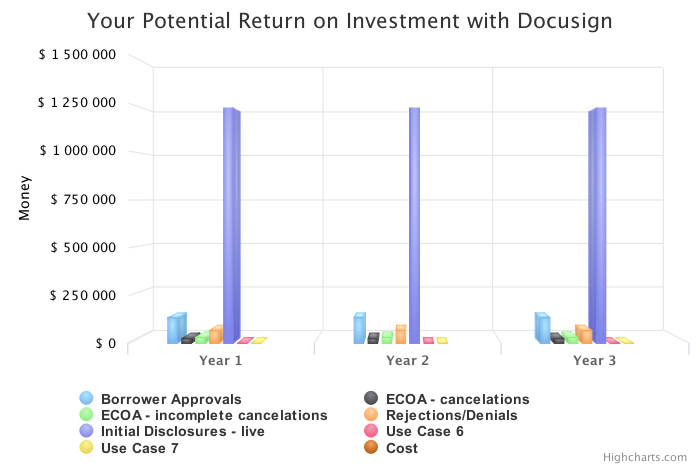 Your Potential Return on Investment with Docusign
$ 1 500 000
$ 1 250 000
$ 1 000 000
$ 750 000
$ 500 000
$ 250 000
$ 0
Money
Year 1 Year 2 Year 3
Borrower Approvals ECOA - cancelations
ECOA - incomplete cancelations Rejections/Denials
Initial Disclosures - live Use Case 6
Use Case 7 Cost
Highcharts.com